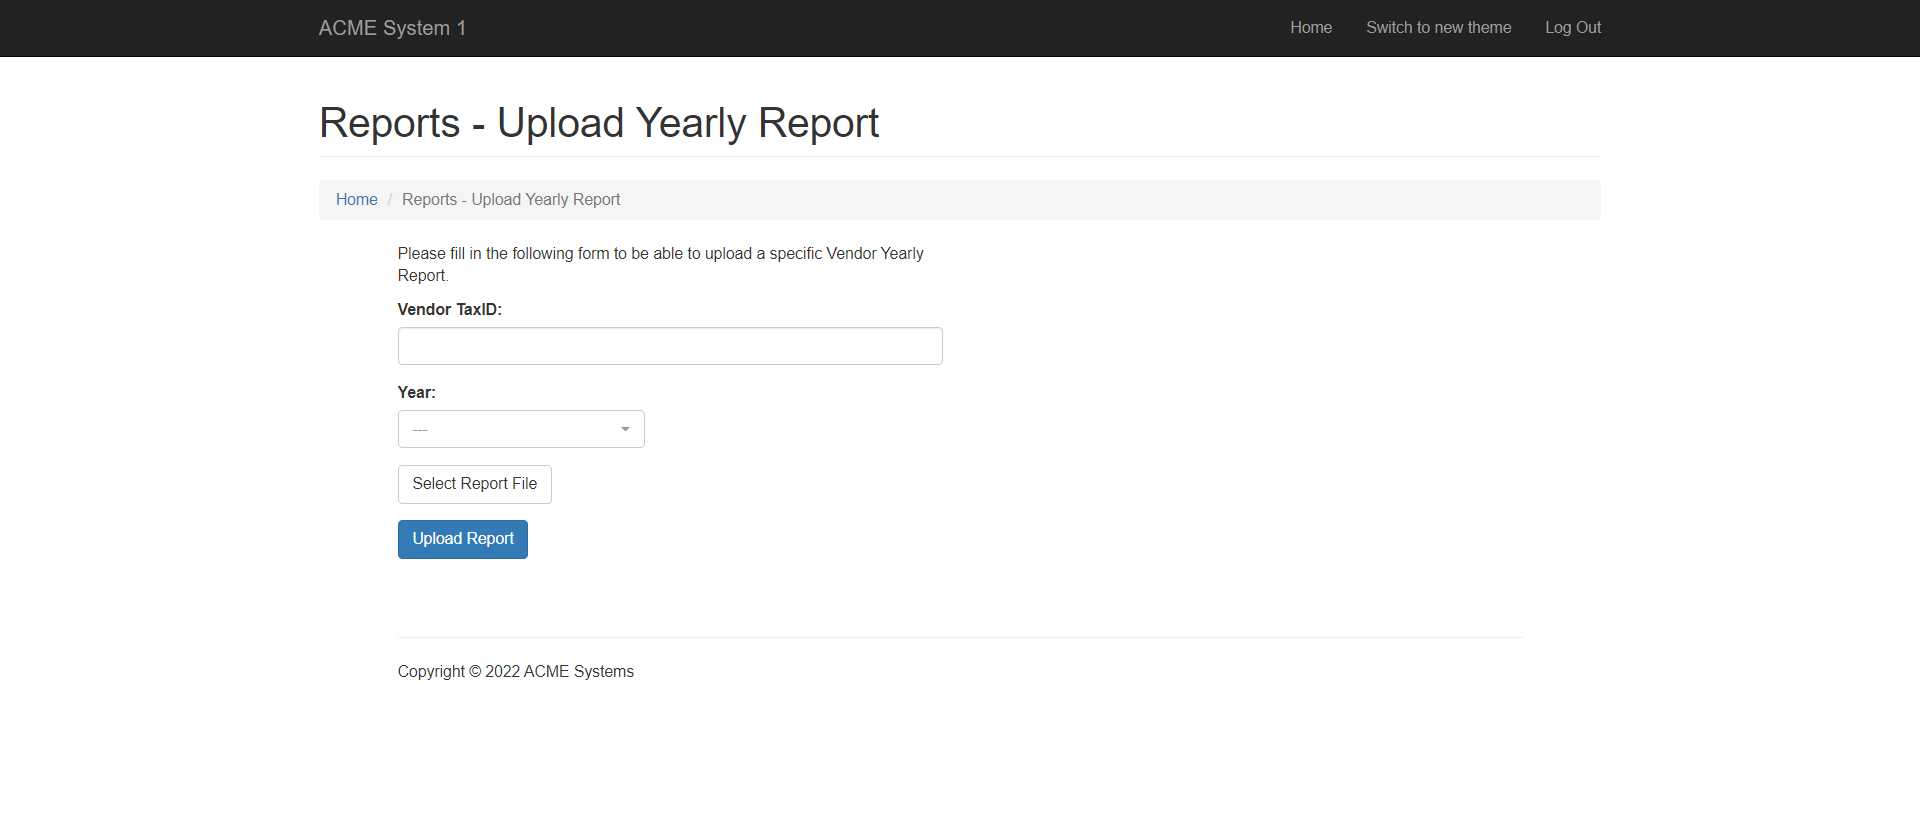 ACME System 1
Home
Switch to new theme
Log Out
Reports - Upload Yearly Report
Home / Reports - Upload Yearly Report
Please fill in the following form to be able to upload a specific Vendor Yearly
Report.
Vendor TaxID:
Year:
---
Select Report File
Upload Report
Copyright © 2022 ACME Systems